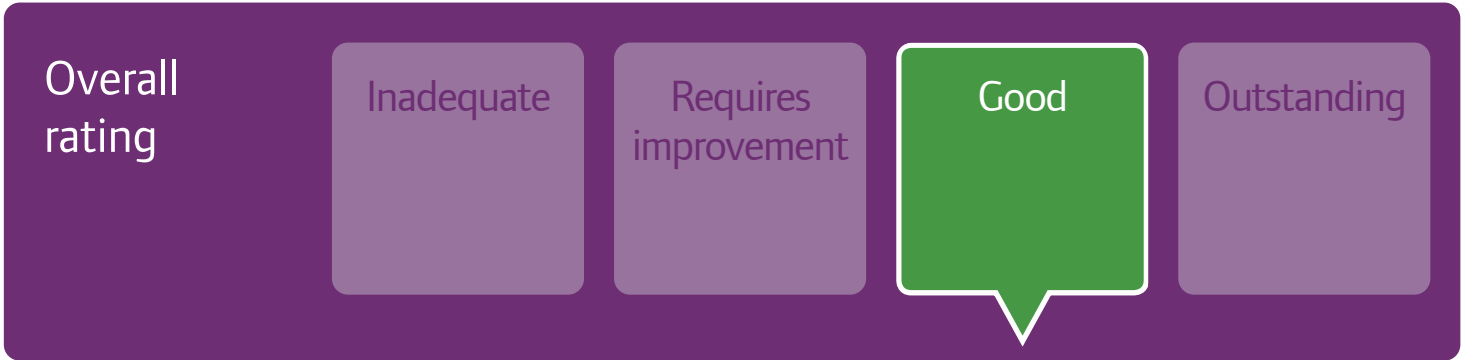 Overall
rating
Inadequate
Requires
improvement
Good
Outstanding